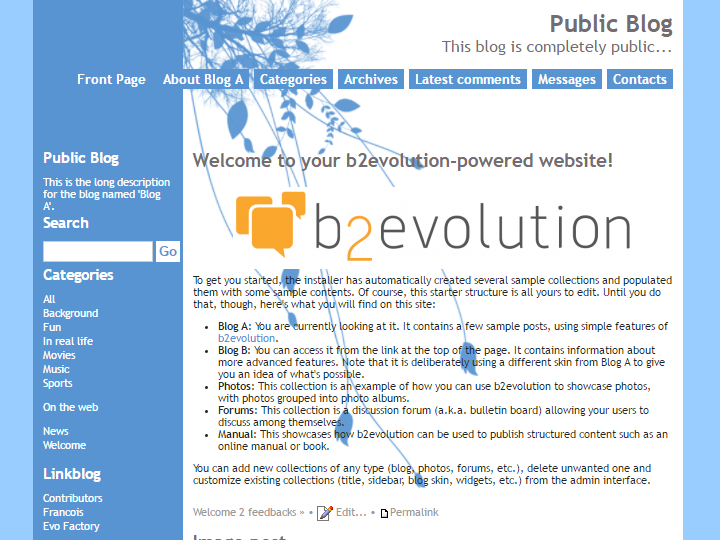 Public Blog
This blog is completely public...
Front Page About Blog A Categories Archives Latest comments Messages Contacts
Public Blog
This is the long description
for the blog named 'Blog
A'.
Search
Go
Categories
All
Background
Fun
In real life
Movies
Music
Sports
On the web
News
Welcome
Linkblog
Contributors
Francois
Evo Factory
Welcome to your b2evolution-powered website!
b2evolution
To get you started, the installer has automatically created several sample collections and populated
them with some sample contents. Of course, this starter structure is all yours to edit. Until you do
that, though, here's what you will find on this site:
• Blog A: You are currently looking at it. It contains a few sample posts, using simple features of
b2evolution.
• Blog B: You can access it from the link at the top of the page. It contains information about
more advanced features. Note that it is deliberately using a different skin from Blog A to give
you an idea of what's possible.
• Photos: This collection is an example of how you can use b2evolution to showcase photos,
with photos grouped into photo albums.
• Forums: This collection is a discussion forum (a.k.a. bulletin board) allowing your users to
discuss among themselves.
• Manual: This showcases how b2evolution can be used to publish structured content such as an
online manual or book.
You can add new collections of any type (blog, photos, forums, etc.), delete unwanted one and
customize existing collections (title, sidebar, blog skin, widgets, etc.) from the admin interface.
Welcome 2 feedbacks » • Edit... • Permalink
Image post